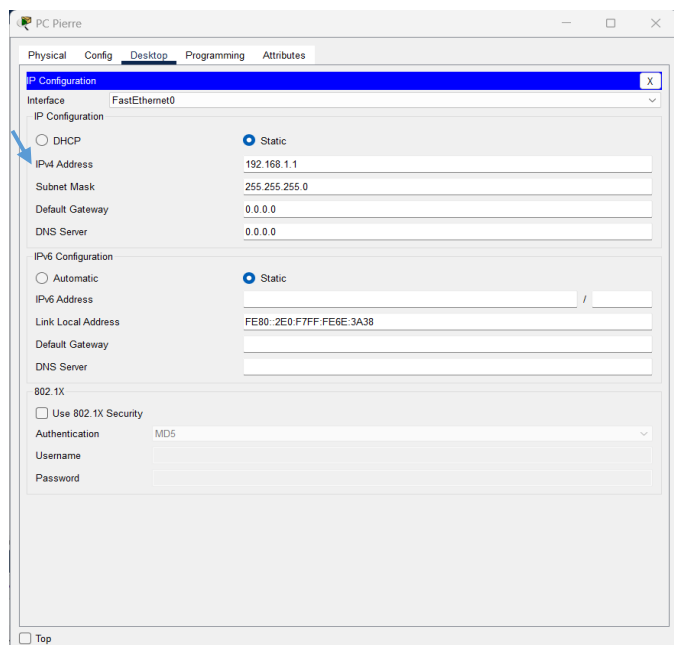 PC Pierre
Physical Config Desktop Programming Attributes
IP Configuration X
Interface FastEthernet0
IP Configuration
DHCP Static
IPv4 Address 192.168.1.1
Subnet Mask 255.255.255.0
Default Gateway 0.0.0.0
DNS Server 0.0.0.0
IPv6 Configuration
Automatic Static
IPv6 Address /
Link Local Address FE80::2E0:F7FF:FE6E:3A38
Default Gateway
DNS Server
802.1X
Use 802.1X Security
Authentication MD5
Username
Password
Top